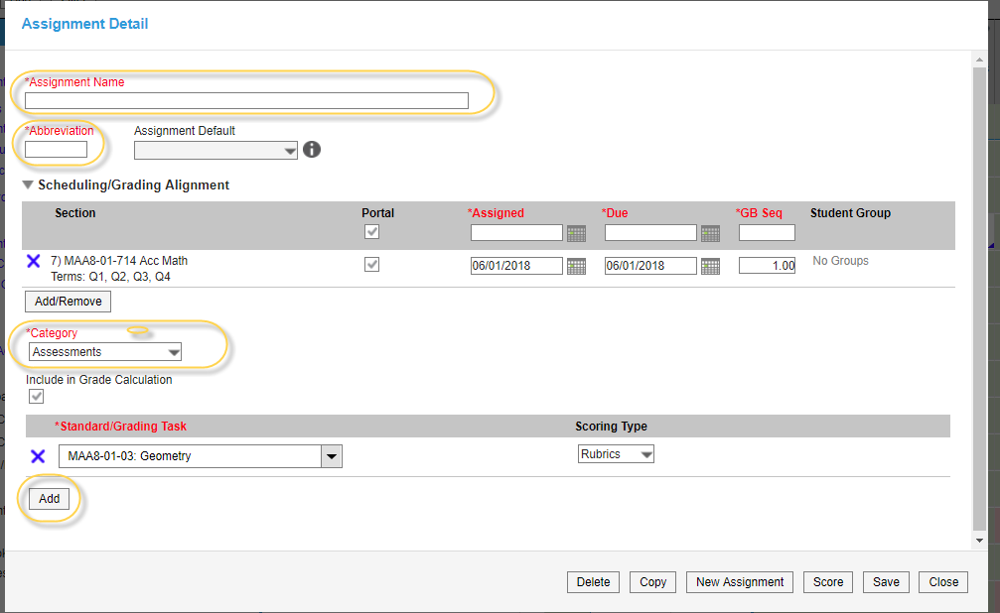 Assignment Detail
*Assignment Name
*Abbreviation Assignment Default
Scheduling/Grading Alignment
Section Portal *Assigned *Due *GB Seq Student Group
7) MAA8-01-714 Acc Math 06/01/2018 06/01/2018 1.00 No Groups
Terms: Q1, Q2, Q3, Q4
Add/Remove
*Category
Assessments
Include in Grade Calculation
*Standard/Grading Task Scoring Type
MAA8-01-03: Geometry Rubrics
Add
Delete Copy New Assignment Score Save Close